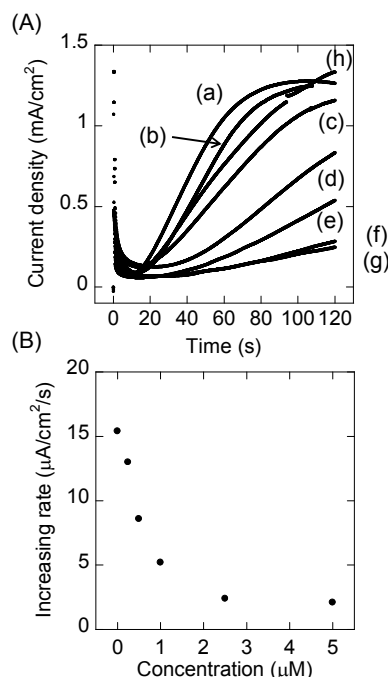 (A)
1.5
1
0.5
0
Current density (mA/cm²)
(a)
(b)
(h)
(c)
(d)
(e)
(f)
(g)
0 20 40 60 80 100 120
Time (s)
(B)
20
15
10
5
0
Increasing rate (μA/cm²/s)
0 1 2 3 4 5
Concentration (μM)